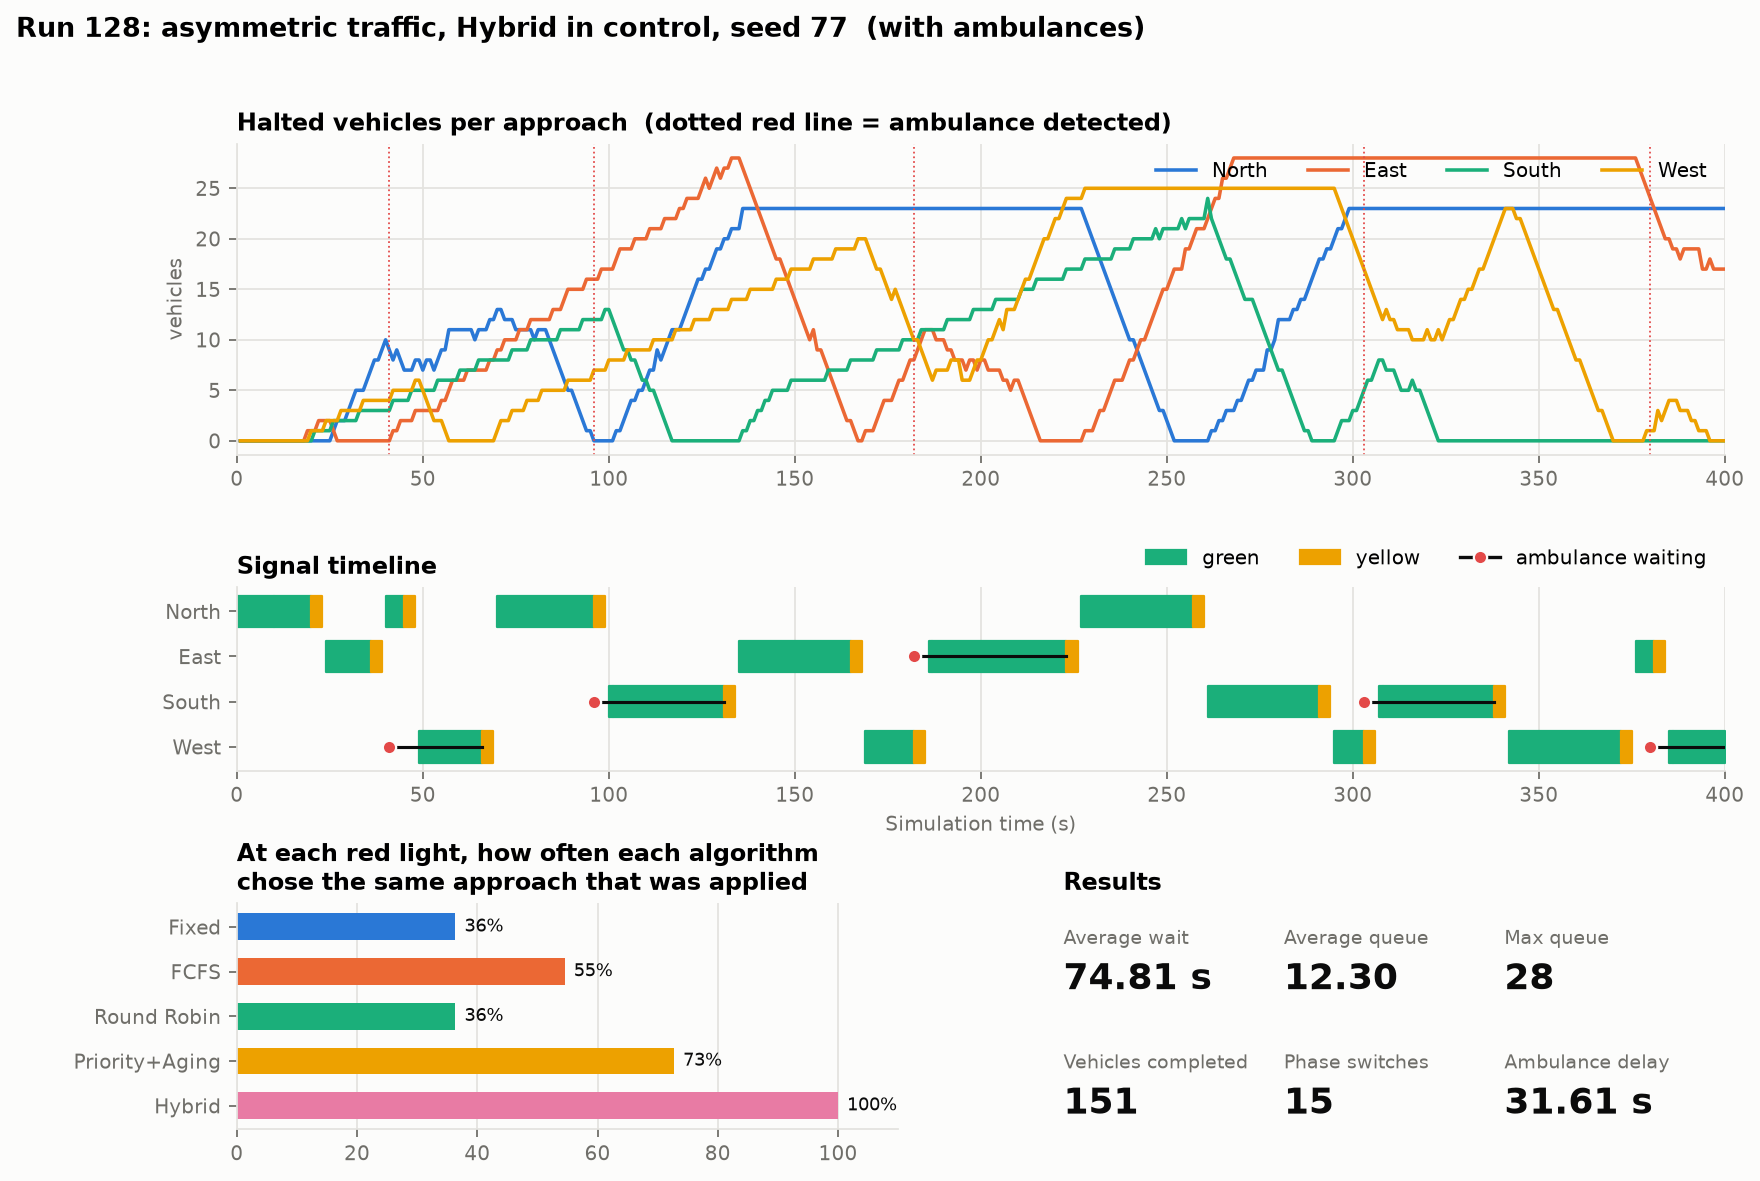 Run 128: asymmetric traffic, Hybrid in control, seed 77  (with ambulances)
Halted vehicles per approach  (dotted red line = ambulance detected)
North East South West
vehicles
25
20
15
10
5
0
0 50 100 150 200 250 300 350 400
Signal timeline
green yellow ambulance waiting
North
East
South
West
0 50 100 150 200 250 300 350 400
Simulation time (s)
At each red light, how often each algorithm
chose the same approach that was applied
Fixed 36%
FCFS 55%
Round Robin 36%
Priority+Aging 73%
Hybrid 100%
0 20 40 60 80 100
Results
Average wait Average queue Max queue
74.81 s 12.30 28
Vehicles completed Phase switches Ambulance delay
151 15 31.61 s